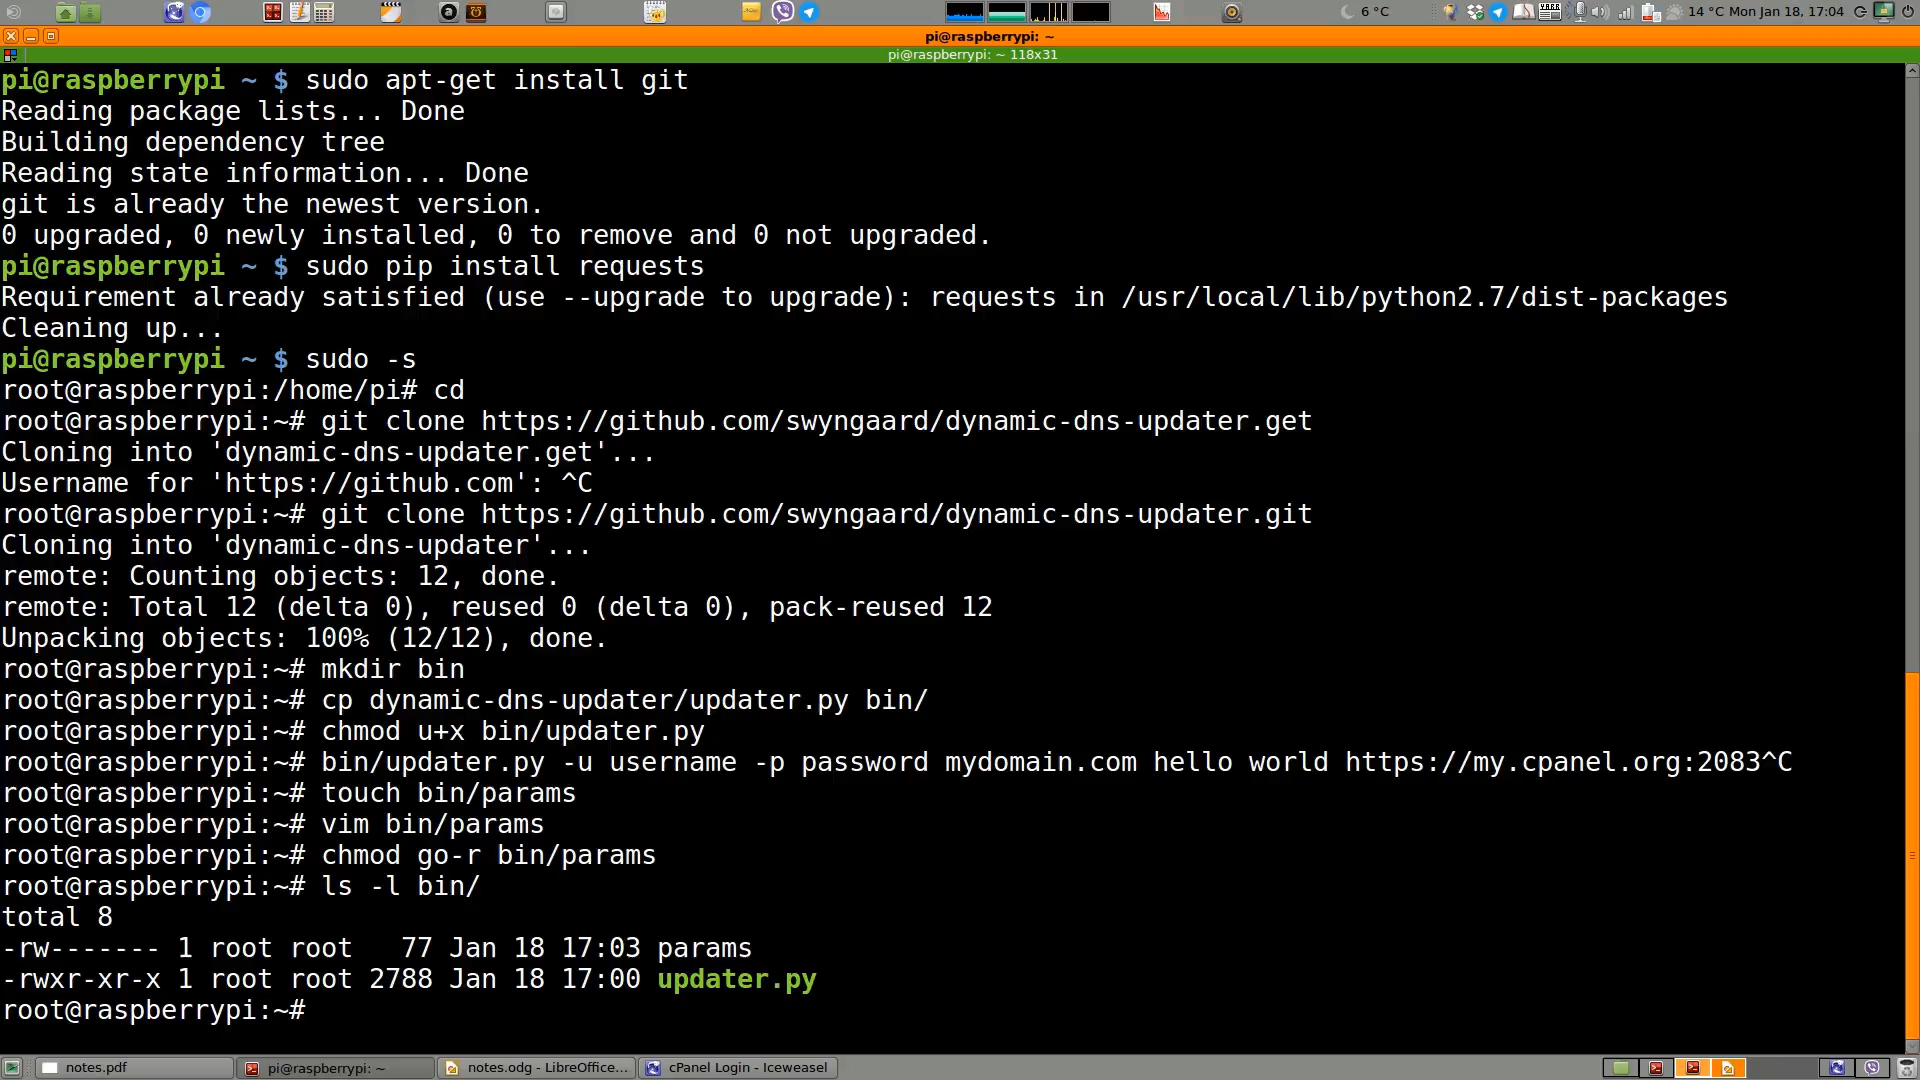 6 °C
14 °C Mon Jan 18, 17:04
pi@raspberrypi: ~
pi@raspberrypi: ~ 118x31
pi@raspberrypi ~ $ sudo apt-get install git
Reading package lists... Done
Building dependency tree
Reading state information... Done
git is already the newest version.
0 upgraded, 0 newly installed, 0 to remove and 0 not upgraded.
pi@raspberrypi ~ $ sudo pip install requests
Requirement already satisfied (use --upgrade to upgrade): requests in /usr/local/lib/python2.7/dist-packages
Cleaning up...
pi@raspberrypi ~ $ sudo -s
root@raspberrypi:/home/pi# cd
root@raspberrypi:~# git clone https://github.com/swyngaard/dynamic-dns-updater.get
Cloning into 'dynamic-dns-updater.get'...
Username for 'https://github.com': ^C
root@raspberrypi:~# git clone https://github.com/swyngaard/dynamic-dns-updater.git
Cloning into 'dynamic-dns-updater'...
remote: Counting objects: 12, done.
remote: Total 12 (delta 0), reused 0 (delta 0), pack-reused 12
Unpacking objects: 100% (12/12), done.
root@raspberrypi:~# mkdir bin
root@raspberrypi:~# cp dynamic-dns-updater/updater.py bin/
root@raspberrypi:~# chmod u+x bin/updater.py
root@raspberrypi:~# bin/updater.py -u username -p password mydomain.com hello world https://my.cpanel.org:2083^C
root@raspberrypi:~# touch bin/params
root@raspberrypi:~# vim bin/params
root@raspberrypi:~# chmod go-r bin/params
root@raspberrypi:~# ls -l bin/
total 8
-rw------- 1 root root   77 Jan 18 17:03 params
-rwxr-xr-x 1 root root 2788 Jan 18 17:00 updater.py
root@raspberrypi:~#
notes.pdf
pi@raspberrypi: ~
notes.odg - LibreOffice...
cPanel Login - Iceweasel